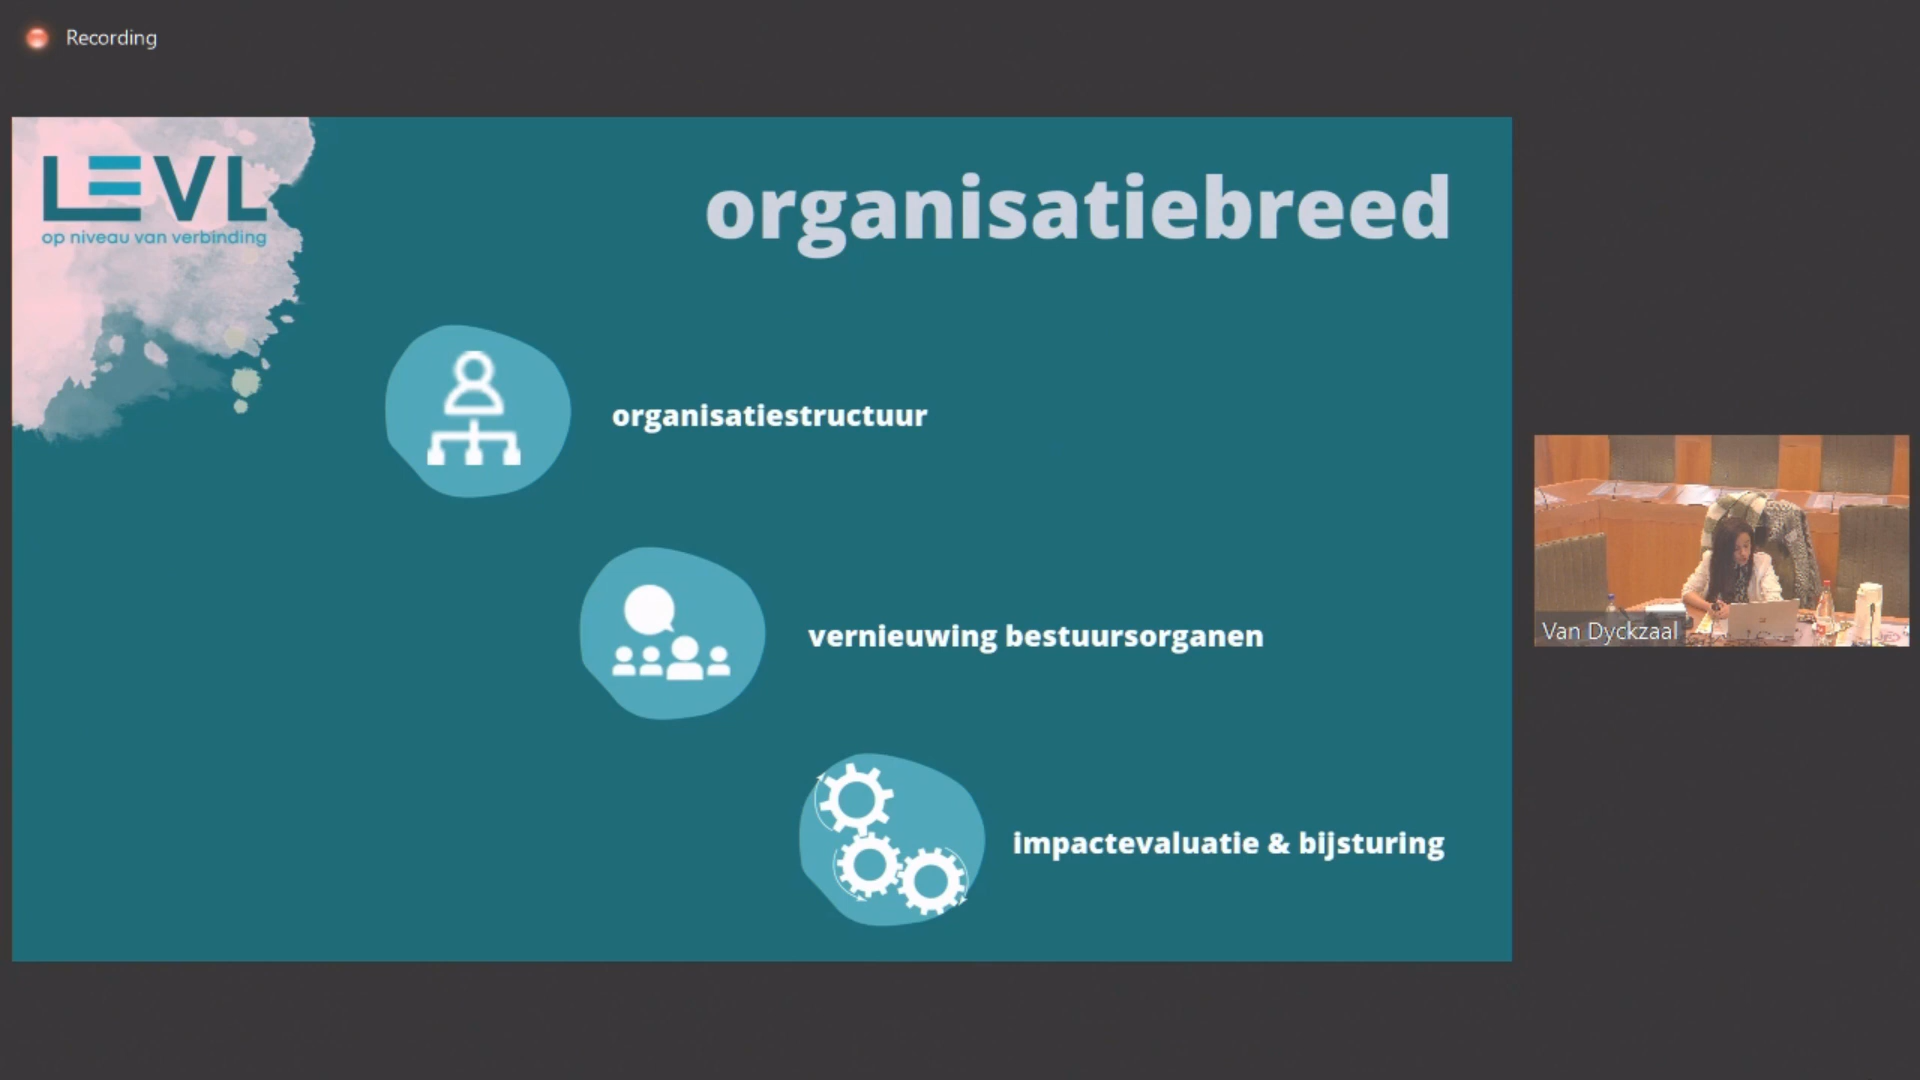 Recording
LEVL
op niveau van verbinding
organisatiebreed
organisatiestructuur
vernieuwing bestuursorganen
impactevaluatie & bijsturing
Van Dyckzaal